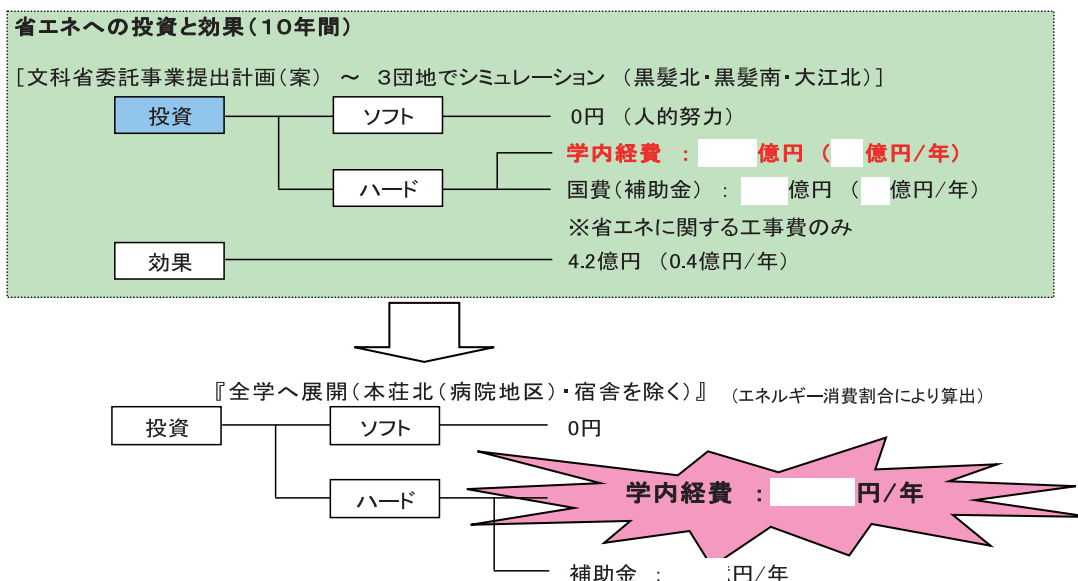 省エネへの投資と効果(10年間)
[文科省委託事業提出計画(案) ～ 3団地でシミュレーション (黒髪北・黒髪南・大江北)]
投資 ソフト 0円 (人的努力)
学内経費 : 億円 ( 億円/年)
ハード 国費(補助金) : 億円 ( 億円/年)
※省エネに関する工事費のみ
効果 4.2億円 (0.4億円/年)
『全学へ展開(本荘北(病院地区)・宿舎を除く)』 (エネルギー消費割合により算出)
投資 ソフト 0円
ハード 学内経費 : 円/年
補助金 : 円/年